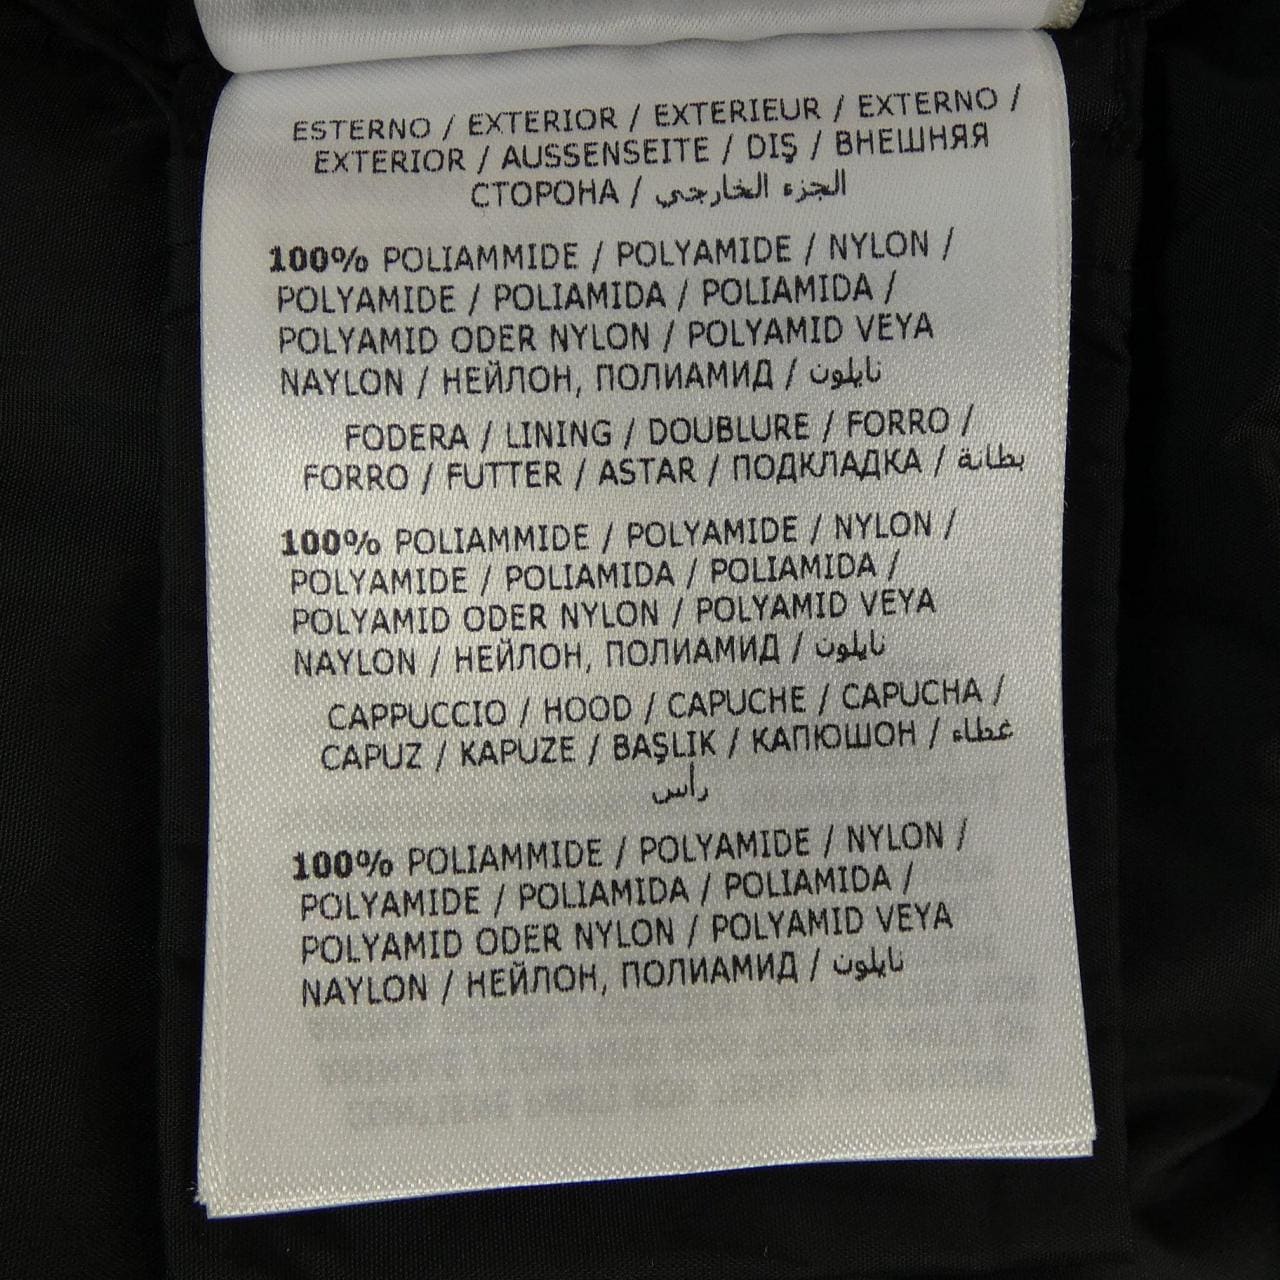 ESTERNO / EXTERIOR / EXTERIEUR / EXTERNO /
EXTERIOR / AUSSENSEITE / DIŞ / ВНЕШНЯЯ
СТОРОНА / الجزء الخارجي
100% POLIAMMIDE / POLYAMIDE / NYLON /
POLYAMIDE / POLIAMIDA / POLIAMIDA /
POLYAMID ODER NYLON / POLYAMID VEYA
NAYLON / НЕЙЛОН, ПОЛИАМИД / نايلون
FODERA / LINING / DOUBLURE / FORRO /
FORRO / FUTTER / ASTAR / ПОДКЛАДКА / بطانة
100% POLIAMMIDE / POLYAMIDE / NYLON /
POLYAMIDE / POLIAMIDA / POLIAMIDA /
POLYAMID ODER NYLON / POLYAMID VEYA
NAYLON / НЕЙЛОН, ПОЛИАМИД / نايلون
CAPPUCCIO / HOOD / CAPUCHE / CAPUCHA /
CAPUZ / KAPUZE / BAŞLIK / КАПЮШОН / غطاء
رأس
100% POLIAMMIDE / POLYAMIDE / NYLON /
POLYAMIDE / POLIAMIDA / POLIAMIDA /
POLYAMID ODER NYLON / POLYAMID VEYA
NAYLON / НЕЙЛОН, ПОЛИАМИД / نايلون